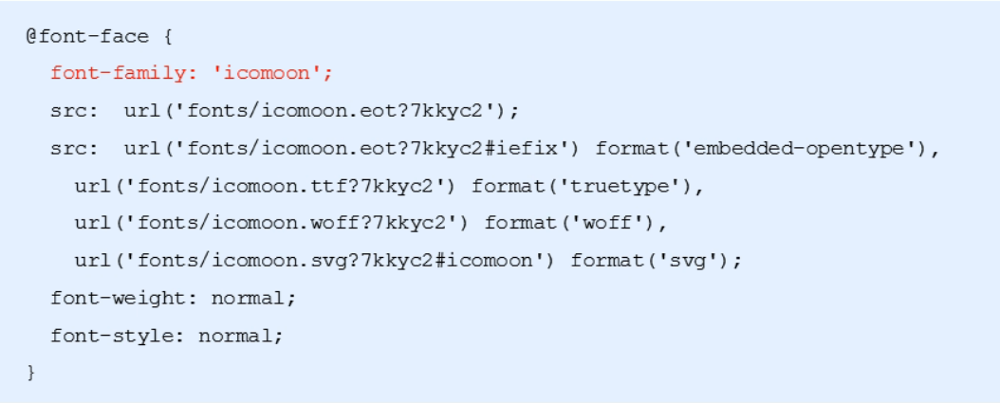 @font-face {
  font-family: 'icomoon';
  src:  url('fonts/icomoon.eot?7kkyc2');
  src:  url('fonts/icomoon.eot?7kkyc2#iefix') format('embedded-opentype'),
    url('fonts/icomoon.ttf?7kkyc2') format('truetype'),
    url('fonts/icomoon.woff?7kkyc2') format('woff'),
    url('fonts/icomoon.svg?7kkyc2#icomoon') format('svg');
  font-weight: normal;
  font-style: normal;
}